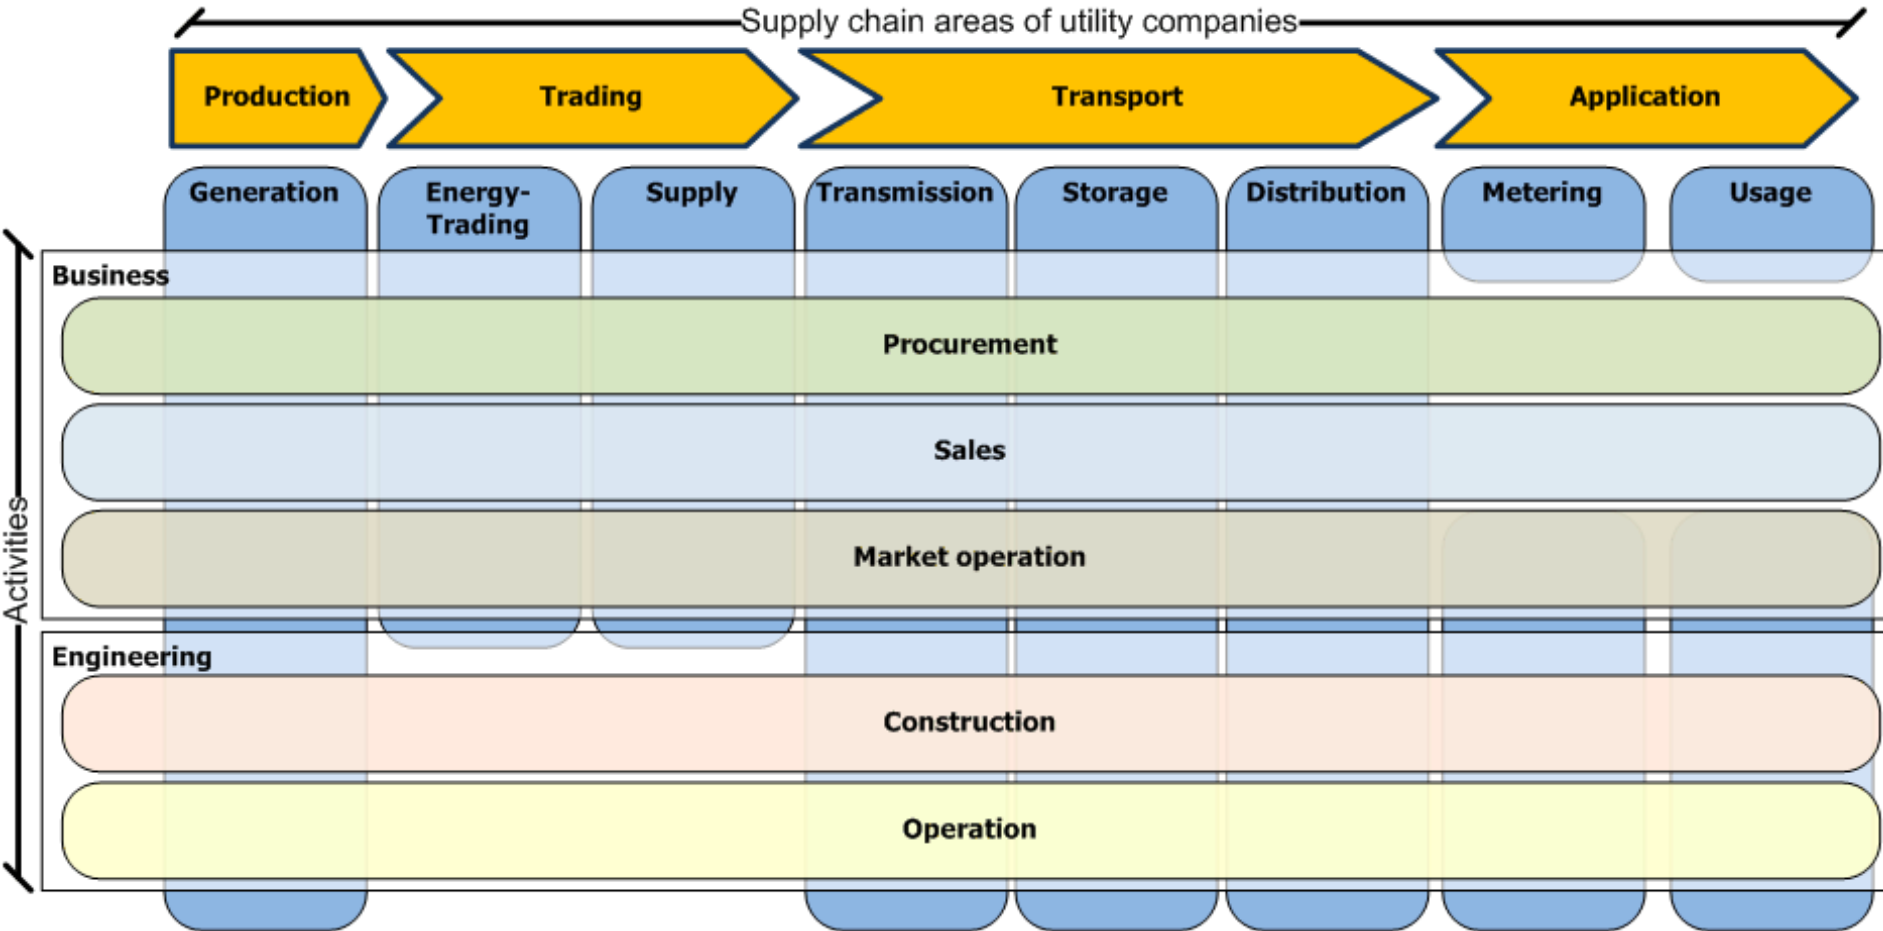 Supply chain areas of utility companies
Production
Trading
Transport
Application
Generation
Energy-
Trading
Supply
Transmission
Storage
Distribution
Metering
Usage
Activities
Business
Procurement
Sales
Market operation
Engineering
Construction
Operation